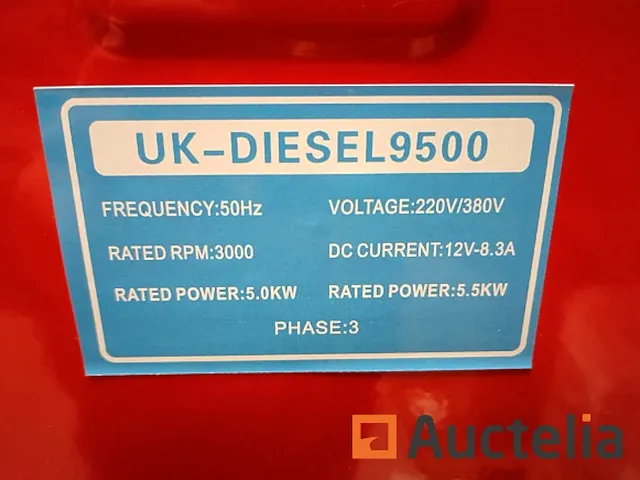 UK-DIESEL9500
FREQUENCY:50Hz VOLTAGE:220V/380V
RATED RPM:3000 DC CURRENT:12V-8.3A
RATED POWER:5.0KW RATED POWER:5.5KW
PHASE:3
Auctelia